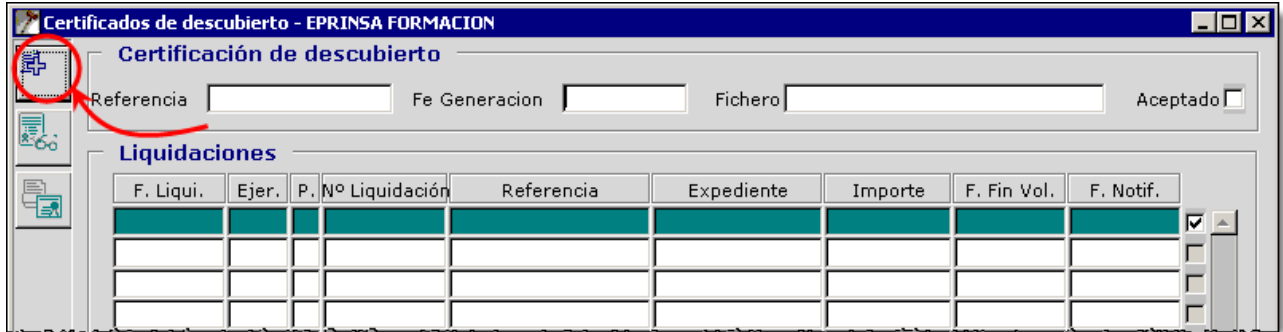 Certificados de descubierto - EPRINSA FORMACION
Certificación de descubierto
Referencia Fe Generacion Fichero Aceptado
Liquidaciones
F. Liqui. Ejer. P. Nº Liquidación Referencia Expediente Importe F. Fin Vol. F. Notif.